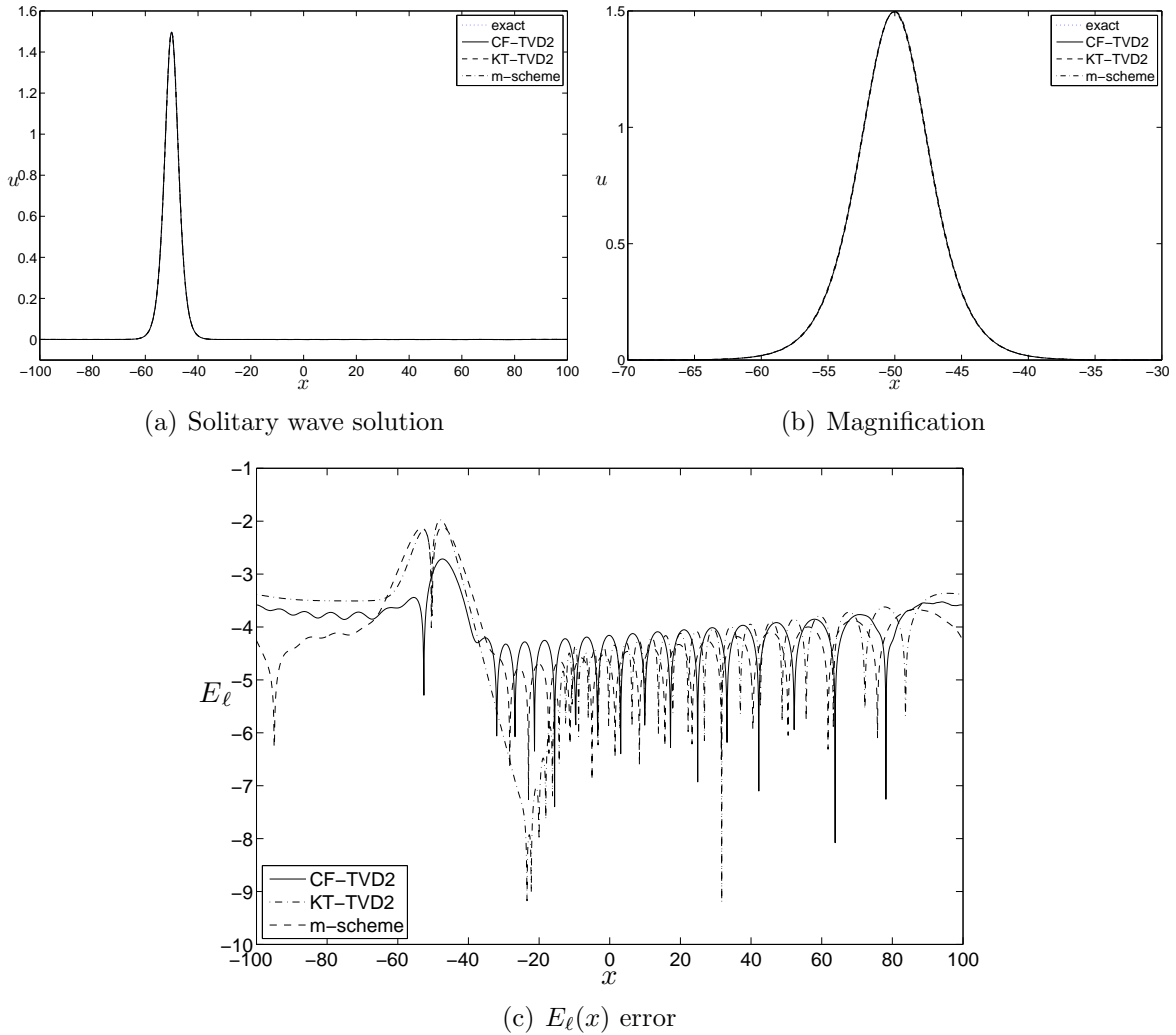 1.6
1.4
1.2
1
0.8
0.6
0.4
0.2
0
u
−100 −80 −60 −40 −20 0 20 40 60 80 100
x
exact
CF−TVD2
KT−TVD2
m−scheme
(a) Solitary wave solution
1.5
1
0.5
0
u
−70 −65 −60 −55 −50 −45 −40 −35 −30
x
exact
CF−TVD2
KT−TVD2
m−scheme
(b) Magnification
−1
−2
−3
−4
−5
−6
−7
−8
−9
−10
Eℓ
−100 −80 −60 −40 −20 0 20 40 60 80 100
x
CF−TVD2
KT−TVD2
m−scheme
(c) Eℓ(x) error